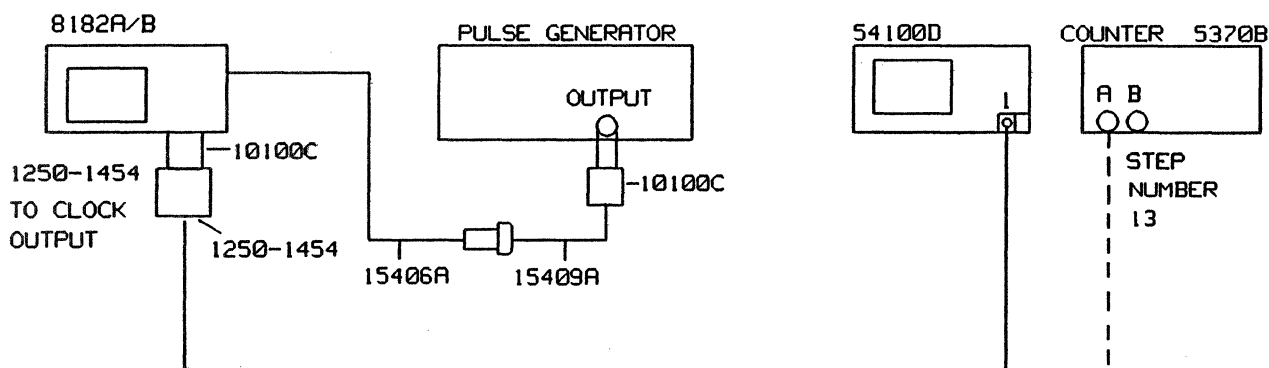 8182A/B
PULSE GENERATOR
54100D
COUNTER 5370B
OUTPUT
1
A B
10100C
1250-1454
TO CLOCK
OUTPUT
1250-1454
10100C
STEP
NUMBER
13
15406A
15409A